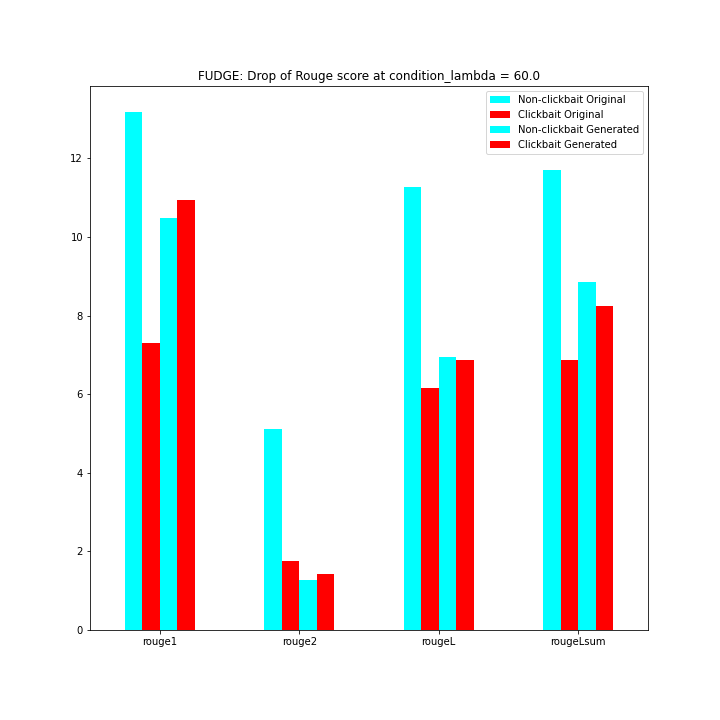 FUDGE: Drop of Rouge score at condition_lambda = 60.0
Non-clickbait Original
Clickbait Original
Non-clickbait Generated
Clickbait Generated
12
10
8
6
4
2
0
rouge1 rouge2 rougeL rougeLsum